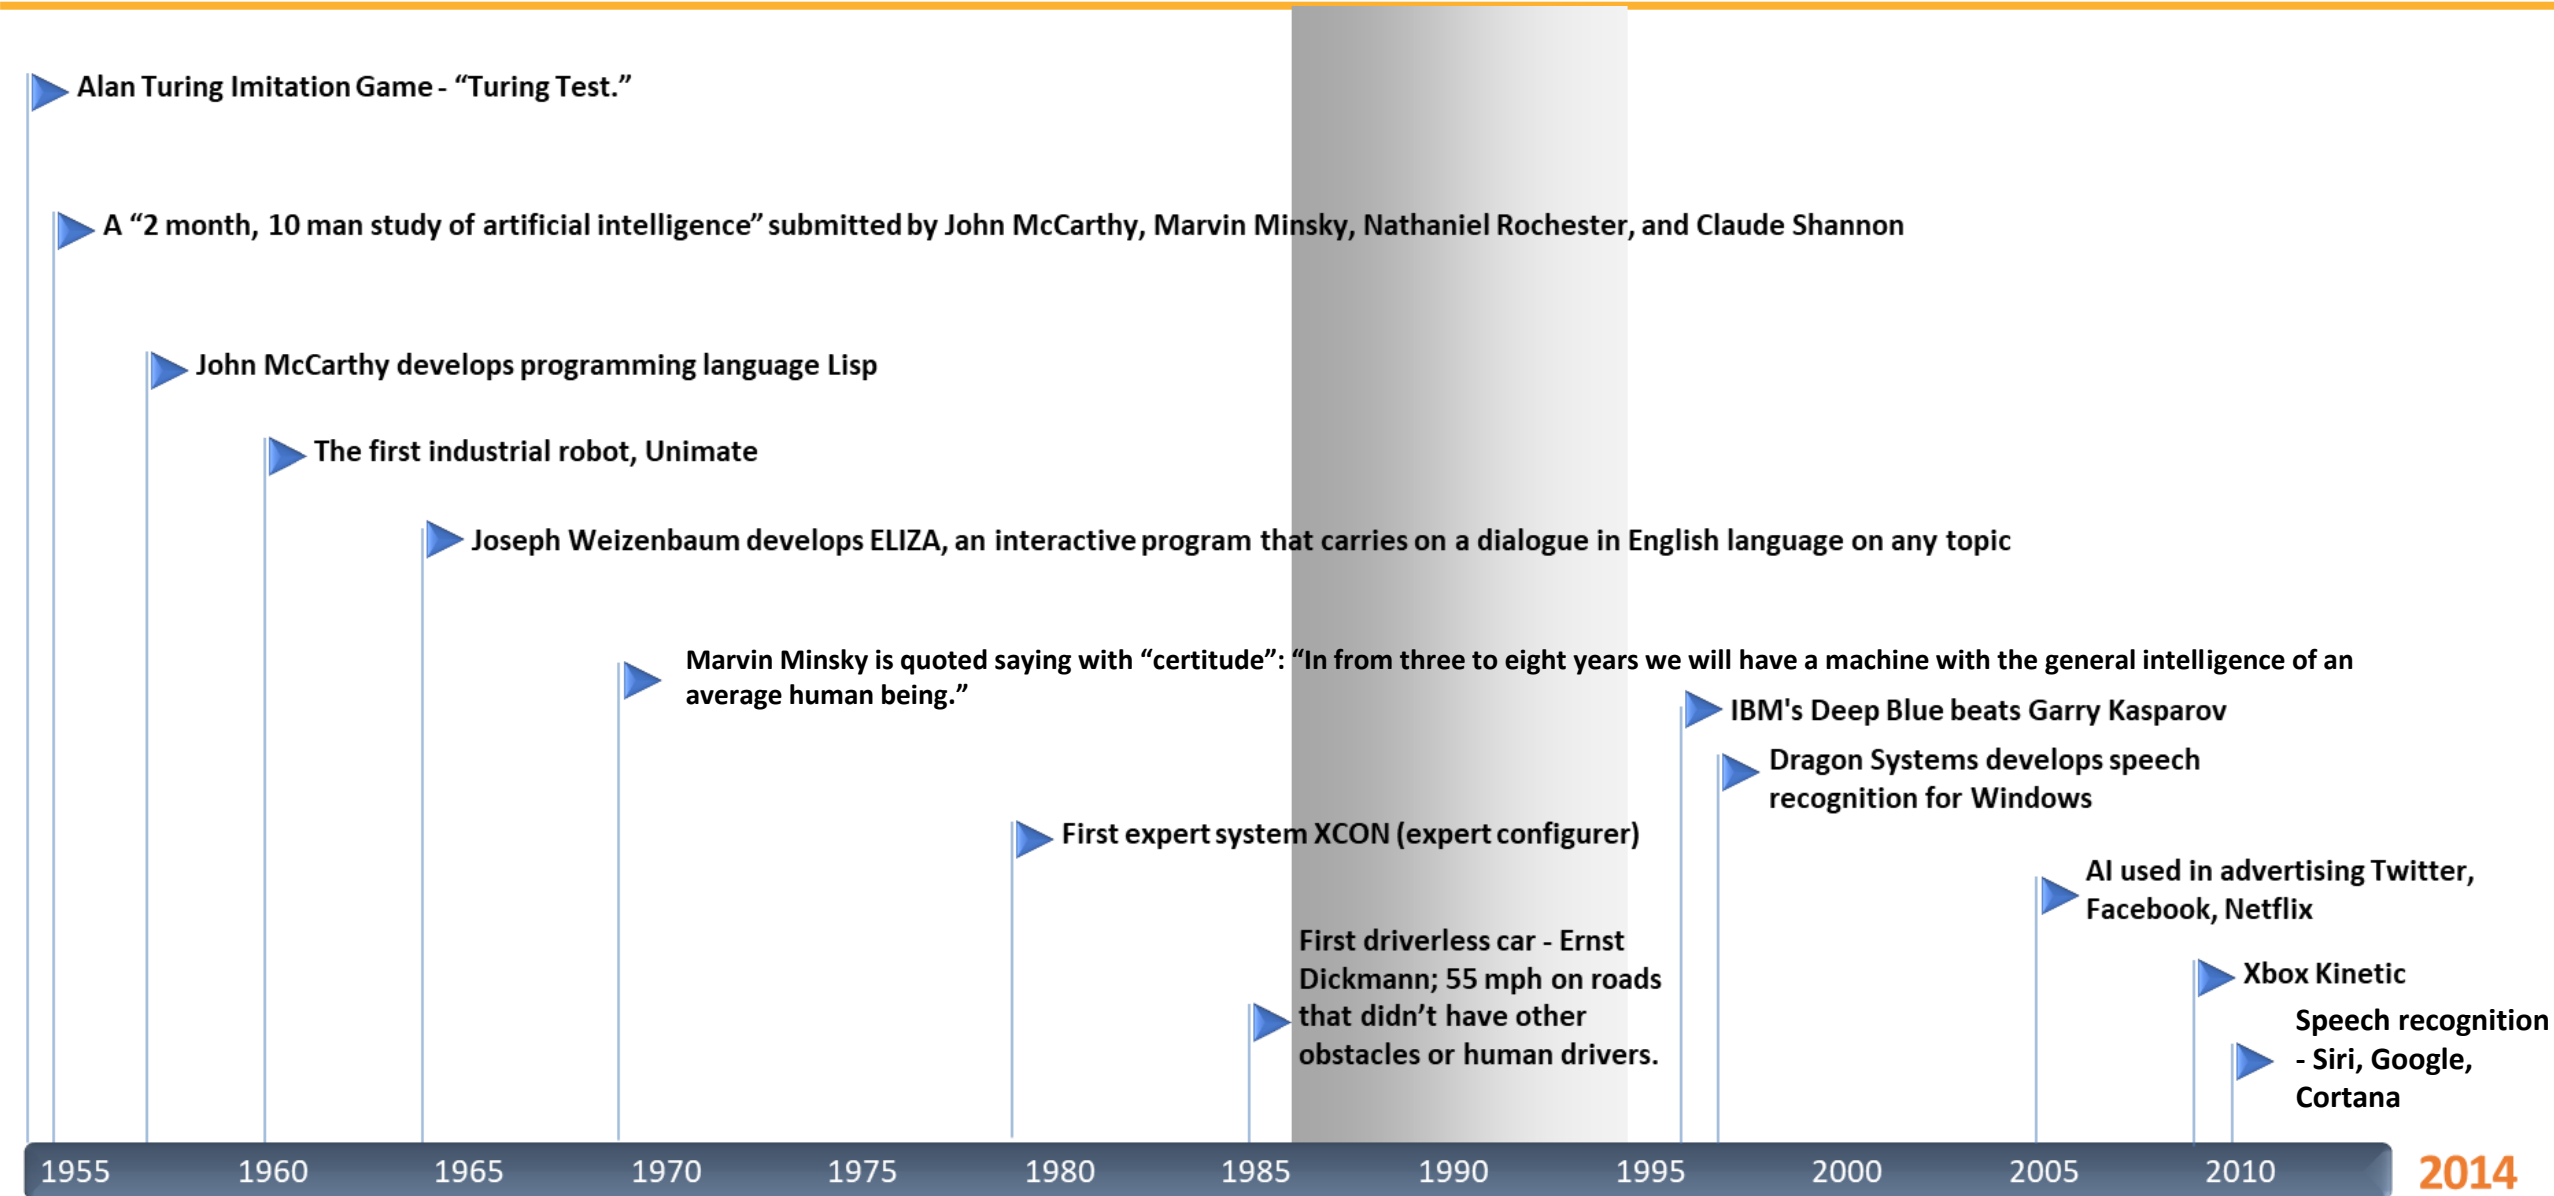 Alan Turing Imitation Game - “Turing Test.”
A “2 month, 10 man study of artificial intelligence” submitted by John McCarthy, Marvin Minsky, Nathaniel Rochester, and Claude Shannon
John McCarthy develops programming language Lisp
The first industrial robot, Unimate
Joseph Weizenbaum develops ELIZA, an interactive program that carries on a dialogue in English language on any topic
Marvin Minsky is quoted saying with “certitude”: “In from three to eight years we will have a machine with the general intelligence of an
average human being.”
IBM's Deep Blue beats Garry Kasparov
Dragon Systems develops speech
recognition for Windows
First expert system XCON (expert configurer)
AI used in advertising Twitter,
Facebook, Netflix
First driverless car - Ernst
Dickmann; 55 mph on roads
that didn’t have other
obstacles or human drivers.
Xbox Kinetic
Speech recognition
- Siri, Google,
Cortana
1955 1960 1965 1970 1975 1980 1985 1990 1995 2000 2005 2010 2014